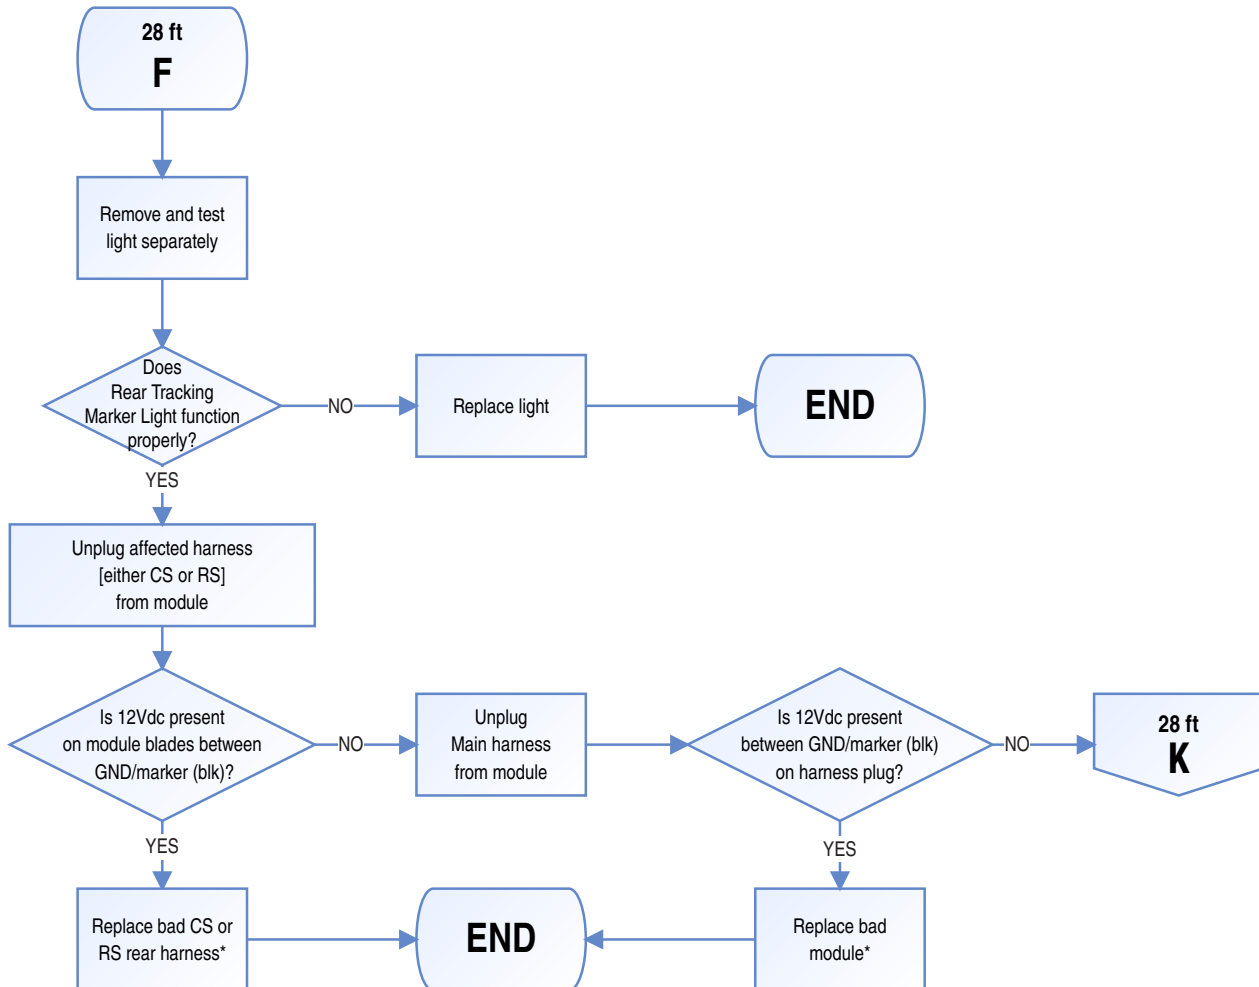 28 ft
F
Remove and test
light separately
Does
Rear Tracking
Marker Light function
properly?
NO
Replace light
END
YES
Unplug affected harness
[either CS or RS]
from module
Is 12Vdc present
on module blades between
GND/marker (blk)?
NO
Unplug
Main harness
from module
Is 12Vdc present
between GND/marker (blk)
on harness plug?
NO
28 ft
K
YES
YES
Replace bad CS or
RS rear harness*
END
Replace bad
module*